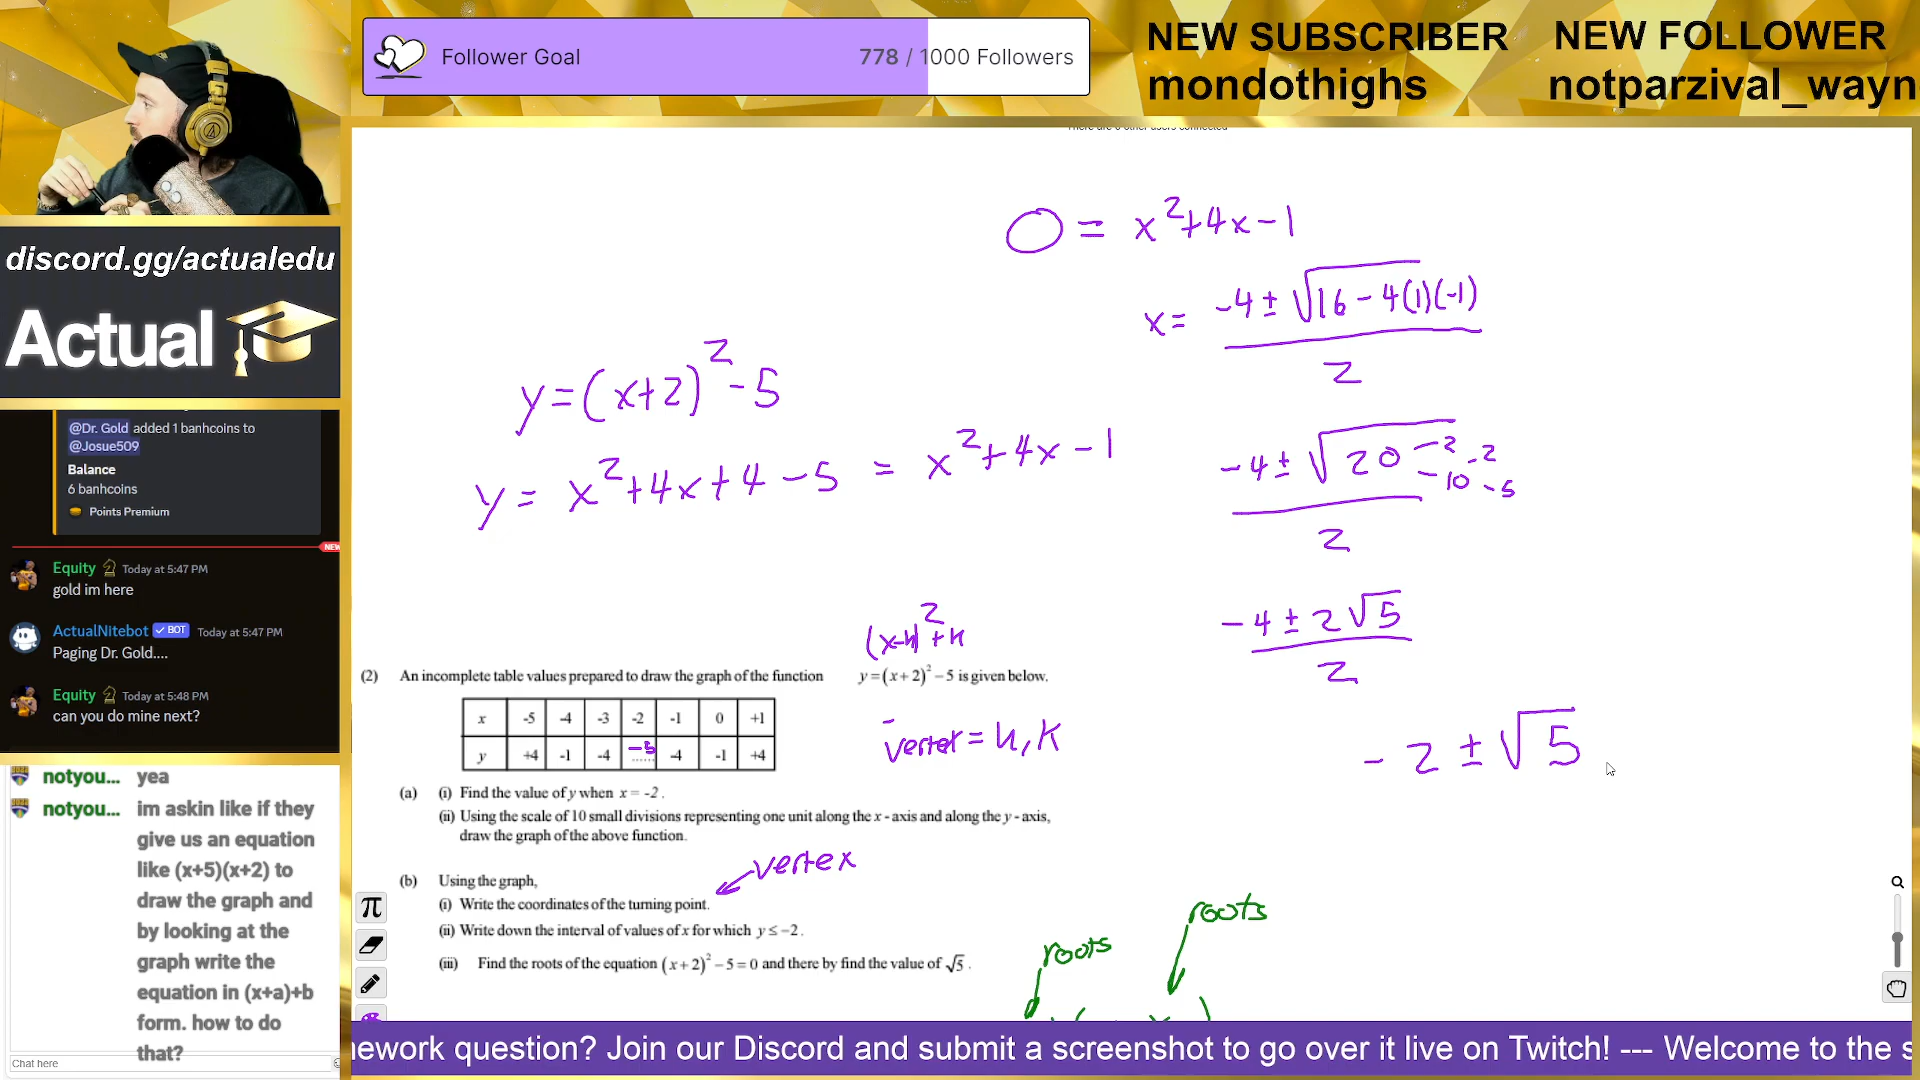 Follower Goal
778 / 1000 Followers
NEW SUBSCRIBER
mondothighs
NEW FOLLOWER
notparzival_wayn
There are 6 other users connected
discord.gg/actualedu
Actual
@Dr. Gold added 1 banhcoins to
@Josue509
Balance
6 banhcoins
Points Premium
NEW
Equity Today at 5:47 PM
gold im here
ActualNitebot ✓ BOT Today at 5:47 PM
Paging Dr. Gold....
Equity Today at 5:48 PM
can you do mine next?
notyou... yea
notyou... im askin like if they
give us an equation
like (x+5)(x+2) to
draw the graph and
by looking at the
graph write the
equation in (x+a)+b
form. how to do
that?
Chat here
0 = x²+4x-1
x= (-4 ± √16-4(1)(-1)) / 2
y=(x+2)²-5
y= x²+4x+4-5 = x²+4x-1
-4 ± √20 / 2
-2 -2
-10 -5
-4 ± 2√5 / 2
-2 ± √5
(x-h)²+k
(2) An incomplete table values prepared to draw the graph of the function y=(x+2)²-5 is given below.
x -5 -4 -3 -2 -1 0 +1
y +4 -1 -4 -5 -4 -1 +4
vertex = h,k
(a) (i) Find the value of y when x = -2.
(ii) Using the scale of 10 small divisions representing one unit along the x - axis and along the y - axis,
draw the graph of the above function.
vertex
(b) Using the graph,
(i) Write the coordinates of the turning point.
(ii) Write down the interval of values of x for which y ≤ -2.
(iii) Find the roots of the equation (x+2)²-5=0 and there by find the value of √5.
roots
roots
π
nework question? Join our Discord and submit a screenshot to go over it live on Twitch! --- Welcome to the s